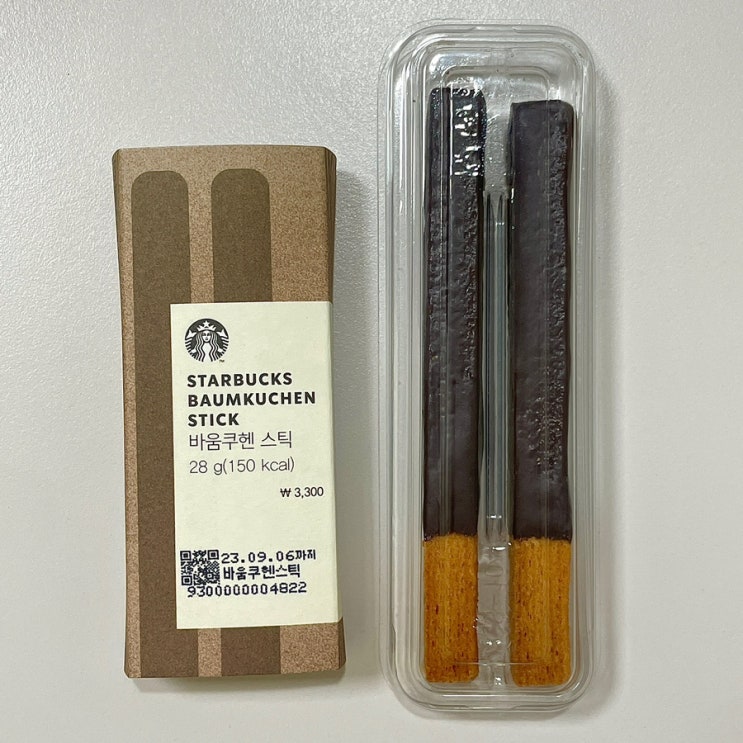 STARBUCKS
BAUMKUCHEN
STICK
바움쿠헨 스틱
28 g(150 kcal)
₩ 3,300
23.09.06까지
바움쿠헨스틱
9300000004822